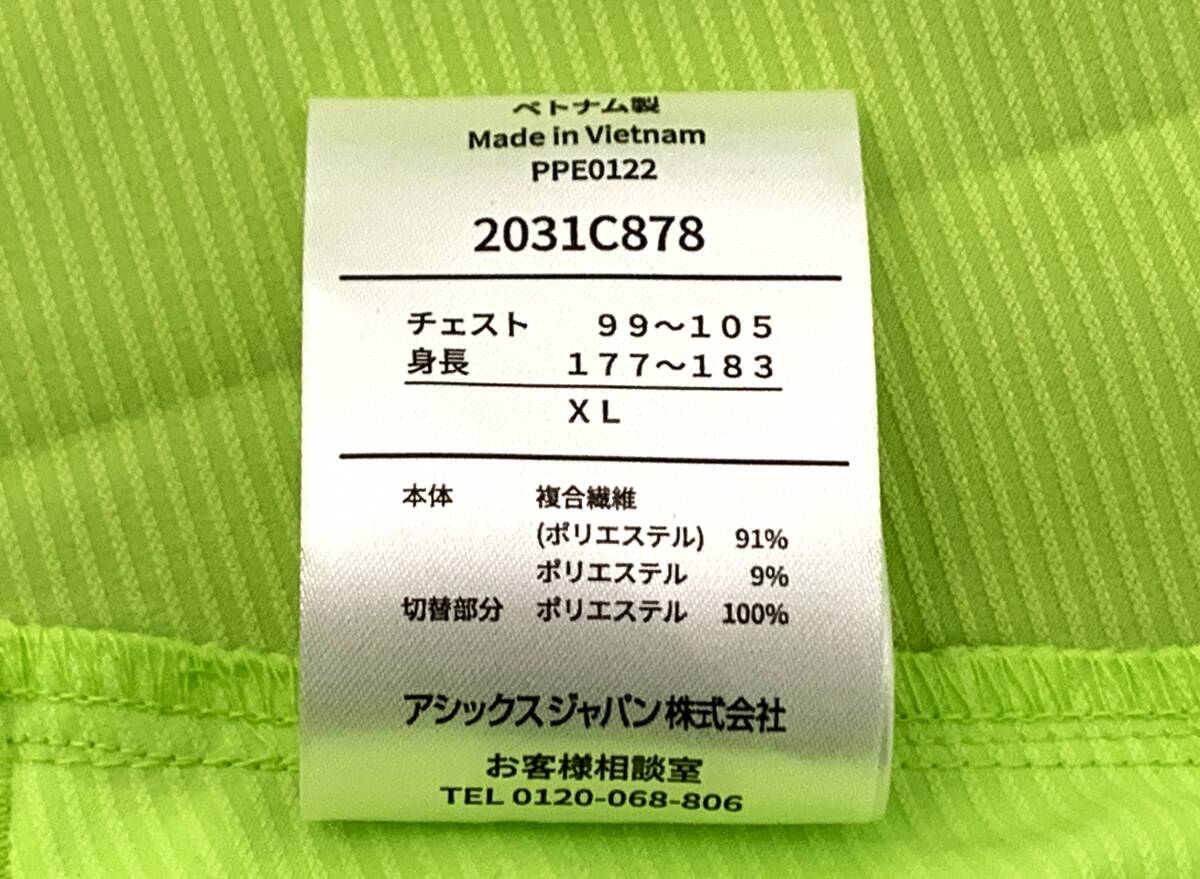 ベトナム製
Made in Vietnam
PPE0122
2031C878
チェスト 99～105
身長 177～183
XL
本体 複合繊維
(ポリエステル) 91%
ポリエステル 9%
切替部分 ポリエステル 100%
アシックスジャパン株式会社
お客様相談室
TEL 0120-068-806